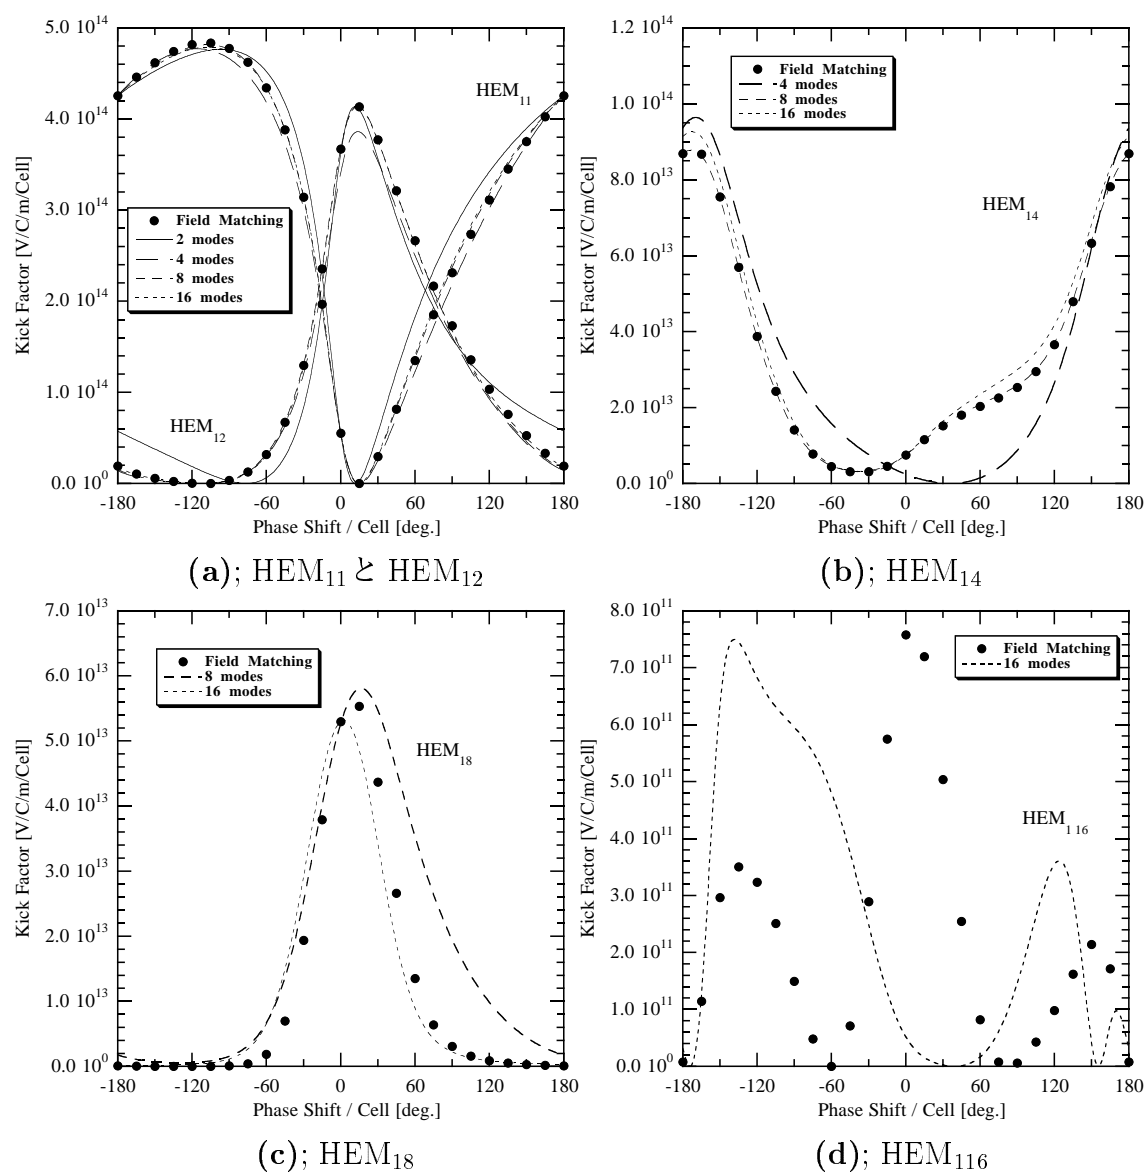 5.0 10^14
4.0 10^14
3.0 10^14
2.0 10^14
1.0 10^14
0.0 10^0
Kick Factor [V/C/m/Cell]
HEM_11
Field Matching
2 modes
4 modes
8 modes
16 modes
HEM_12
-180 -120 -60 0 60 120 180
Phase Shift / Cell [deg.]
(a); HEM_11 と HEM_12
1.2 10^14
1.0 10^14
8.0 10^13
6.0 10^13
4.0 10^13
2.0 10^13
0.0 10^0
Kick Factor [V/C/m/Cell]
Field Matching
4 modes
8 modes
16 modes
HEM_14
-180 -120 -60 0 60 120 180
Phase Shift / Cell [deg.]
(b); HEM_14
7.0 10^13
6.0 10^13
5.0 10^13
4.0 10^13
3.0 10^13
2.0 10^13
1.0 10^13
0.0 10^0
Kick Factor [V/C/m/Cell]
Field Matching
8 modes
16 modes
HEM_18
-180 -120 -60 0 60 120 180
Phase Shift / Cell [deg.]
(c); HEM_18
8.0 10^11
7.0 10^11
6.0 10^11
5.0 10^11
4.0 10^11
3.0 10^11
2.0 10^11
1.0 10^11
0.0 10^0
Kick Factor [V/C/m/Cell]
Field Matching
16 modes
HEM_1 16
-180 -120 -60 0 60 120 180
Phase Shift / Cell [deg.]
(d); HEM_116